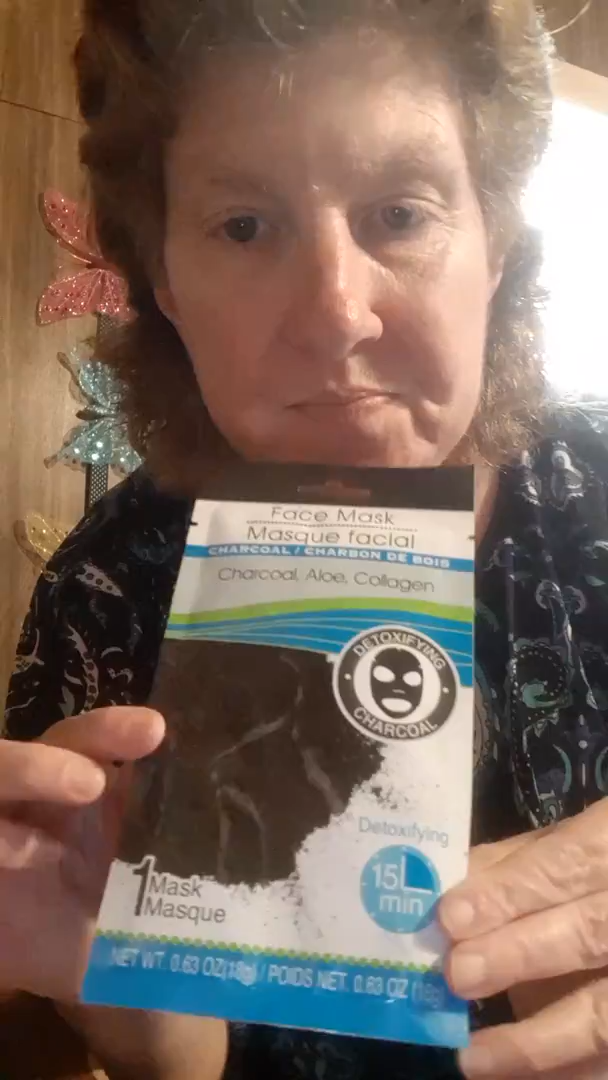 Face Mask
Masque facial
CHARCOAL / CHARBON DE BOIS
Charcoal, Aloe, Collagen
DETOXIFYING
CHARCOAL
Detoxifying
15
min
1 Mask
Masque
NET WT. 0.63 OZ (18g) / POIDS NET. 0.63 OZ (18g)